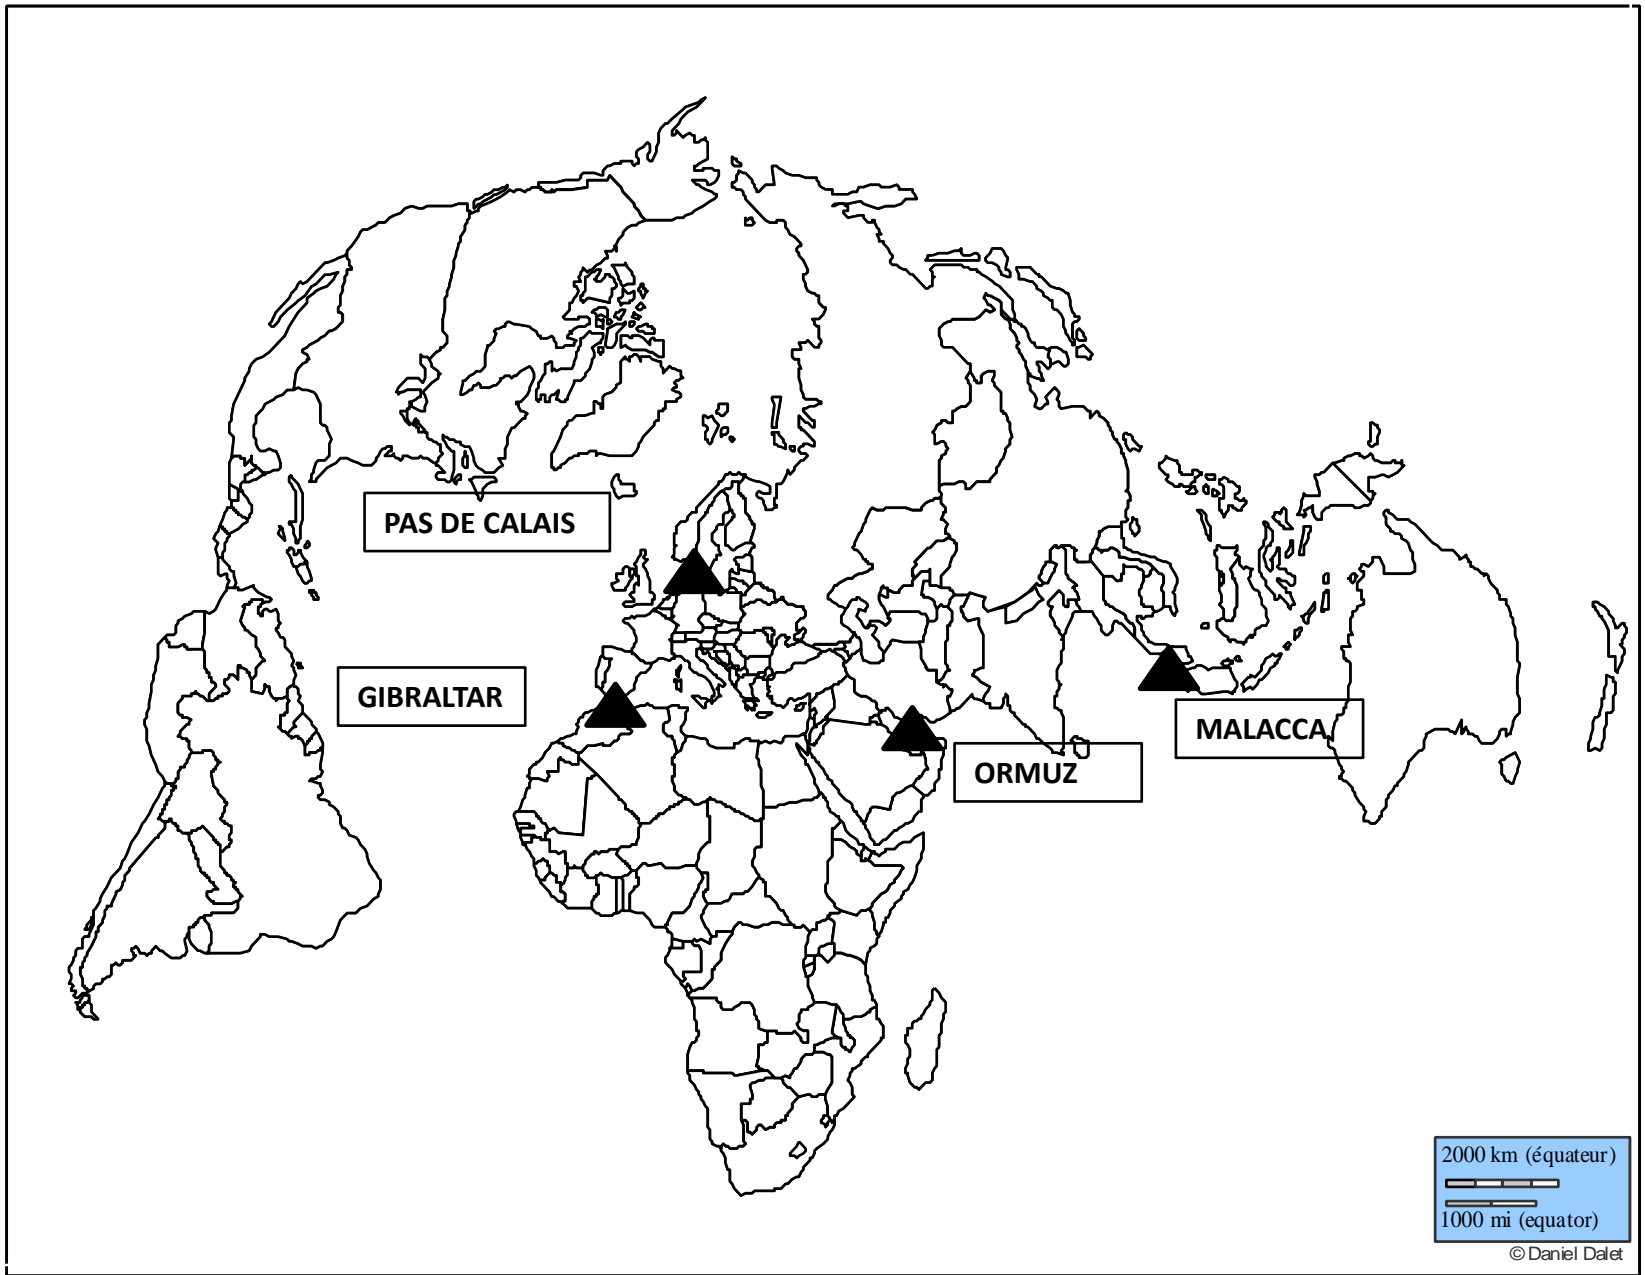 PAS DE CALAIS
GIBRALTAR
MALACCA
ORMUZ
2000 km (équateur)
1000 mi (equator)
© Daniel Dalet